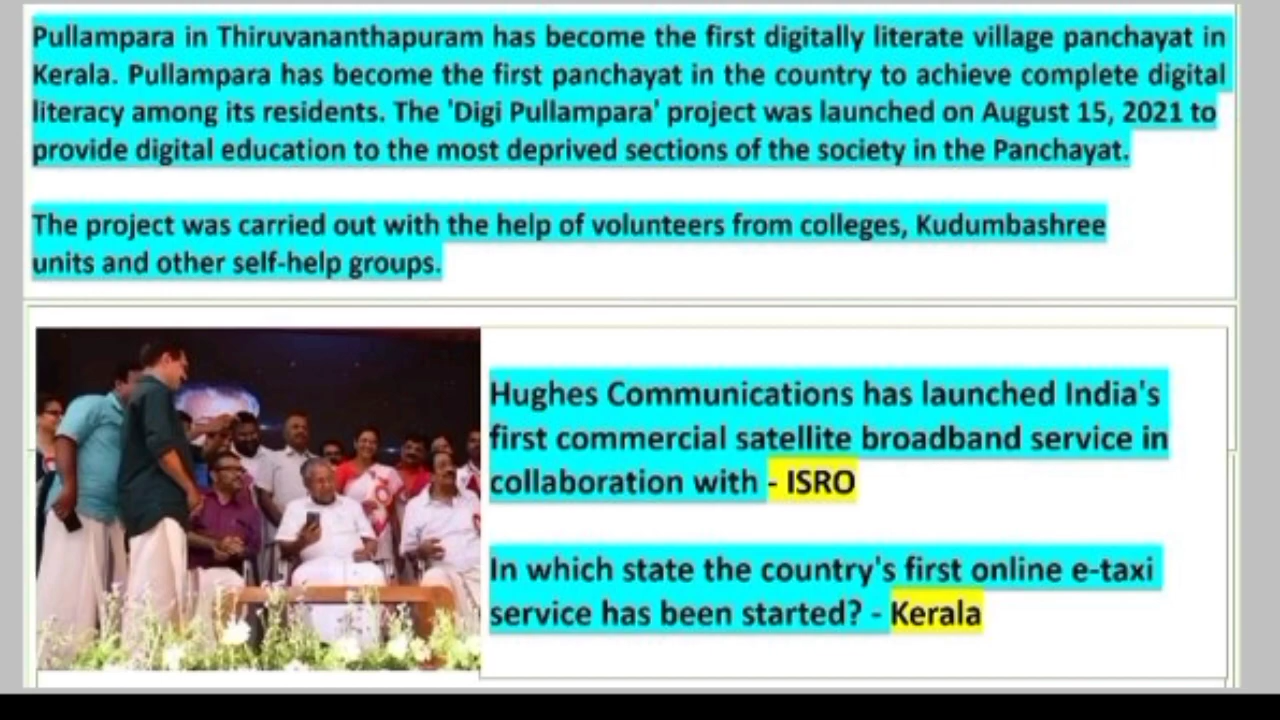 Pullampara in Thiruvananthapuram has become the first digitally literate village panchayat in
Kerala. Pullampara has become the first panchayat in the country to achieve complete digital
literacy among its residents. The 'Digi Pullampara' project was launched on August 15, 2021 to
provide digital education to the most deprived sections of the society in the Panchayat.
The project was carried out with the help of volunteers from colleges, Kudumbashree
units and other self-help groups.
Hughes Communications has launched India's
first commercial satellite broadband service in
collaboration with - ISRO
In which state the country's first online e-taxi
service has been started? - Kerala